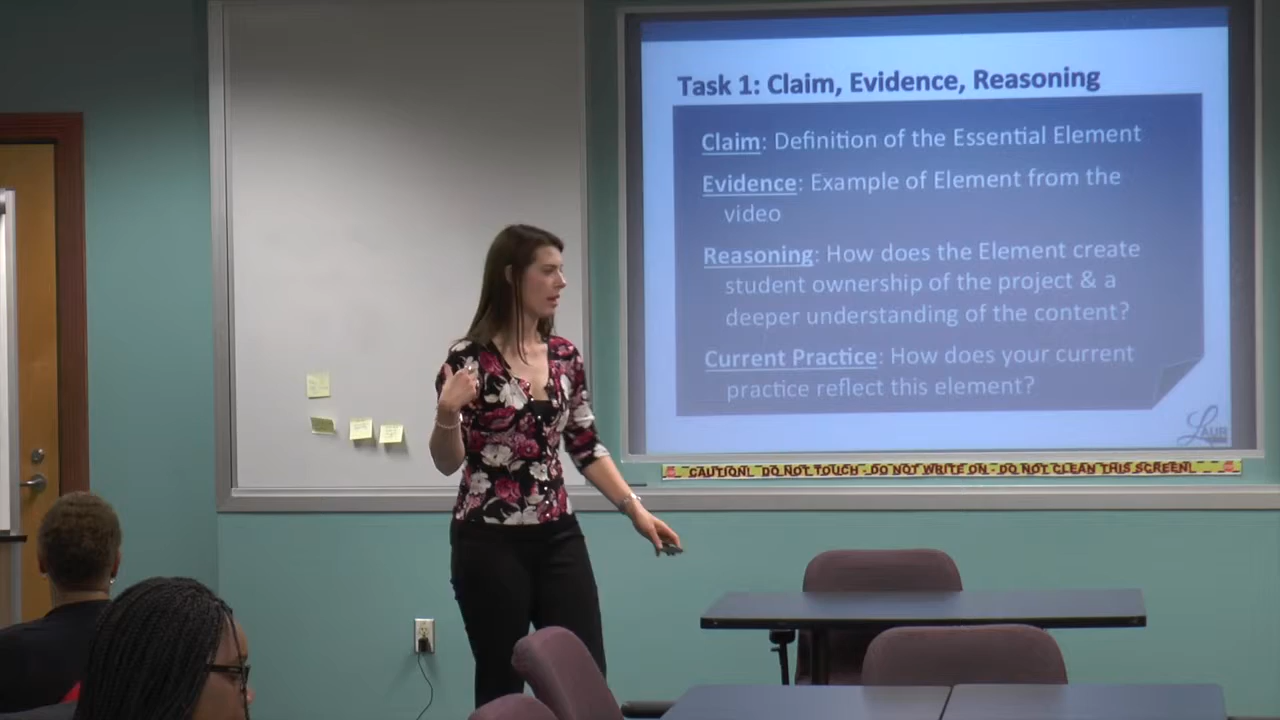 Task 1: Claim, Evidence, Reasoning
Claim: Definition of the Essential Element
Evidence: Example of Element from the
video
Reasoning: How does the Element create
student ownership of the project & a
deeper understanding of the content?
Current Practice: How does your current
practice reflect this element?
CAUTION! DO NOT TOUCH - DO NOT WRITE ON - DO NOT CLEAN THIS SCREEN!